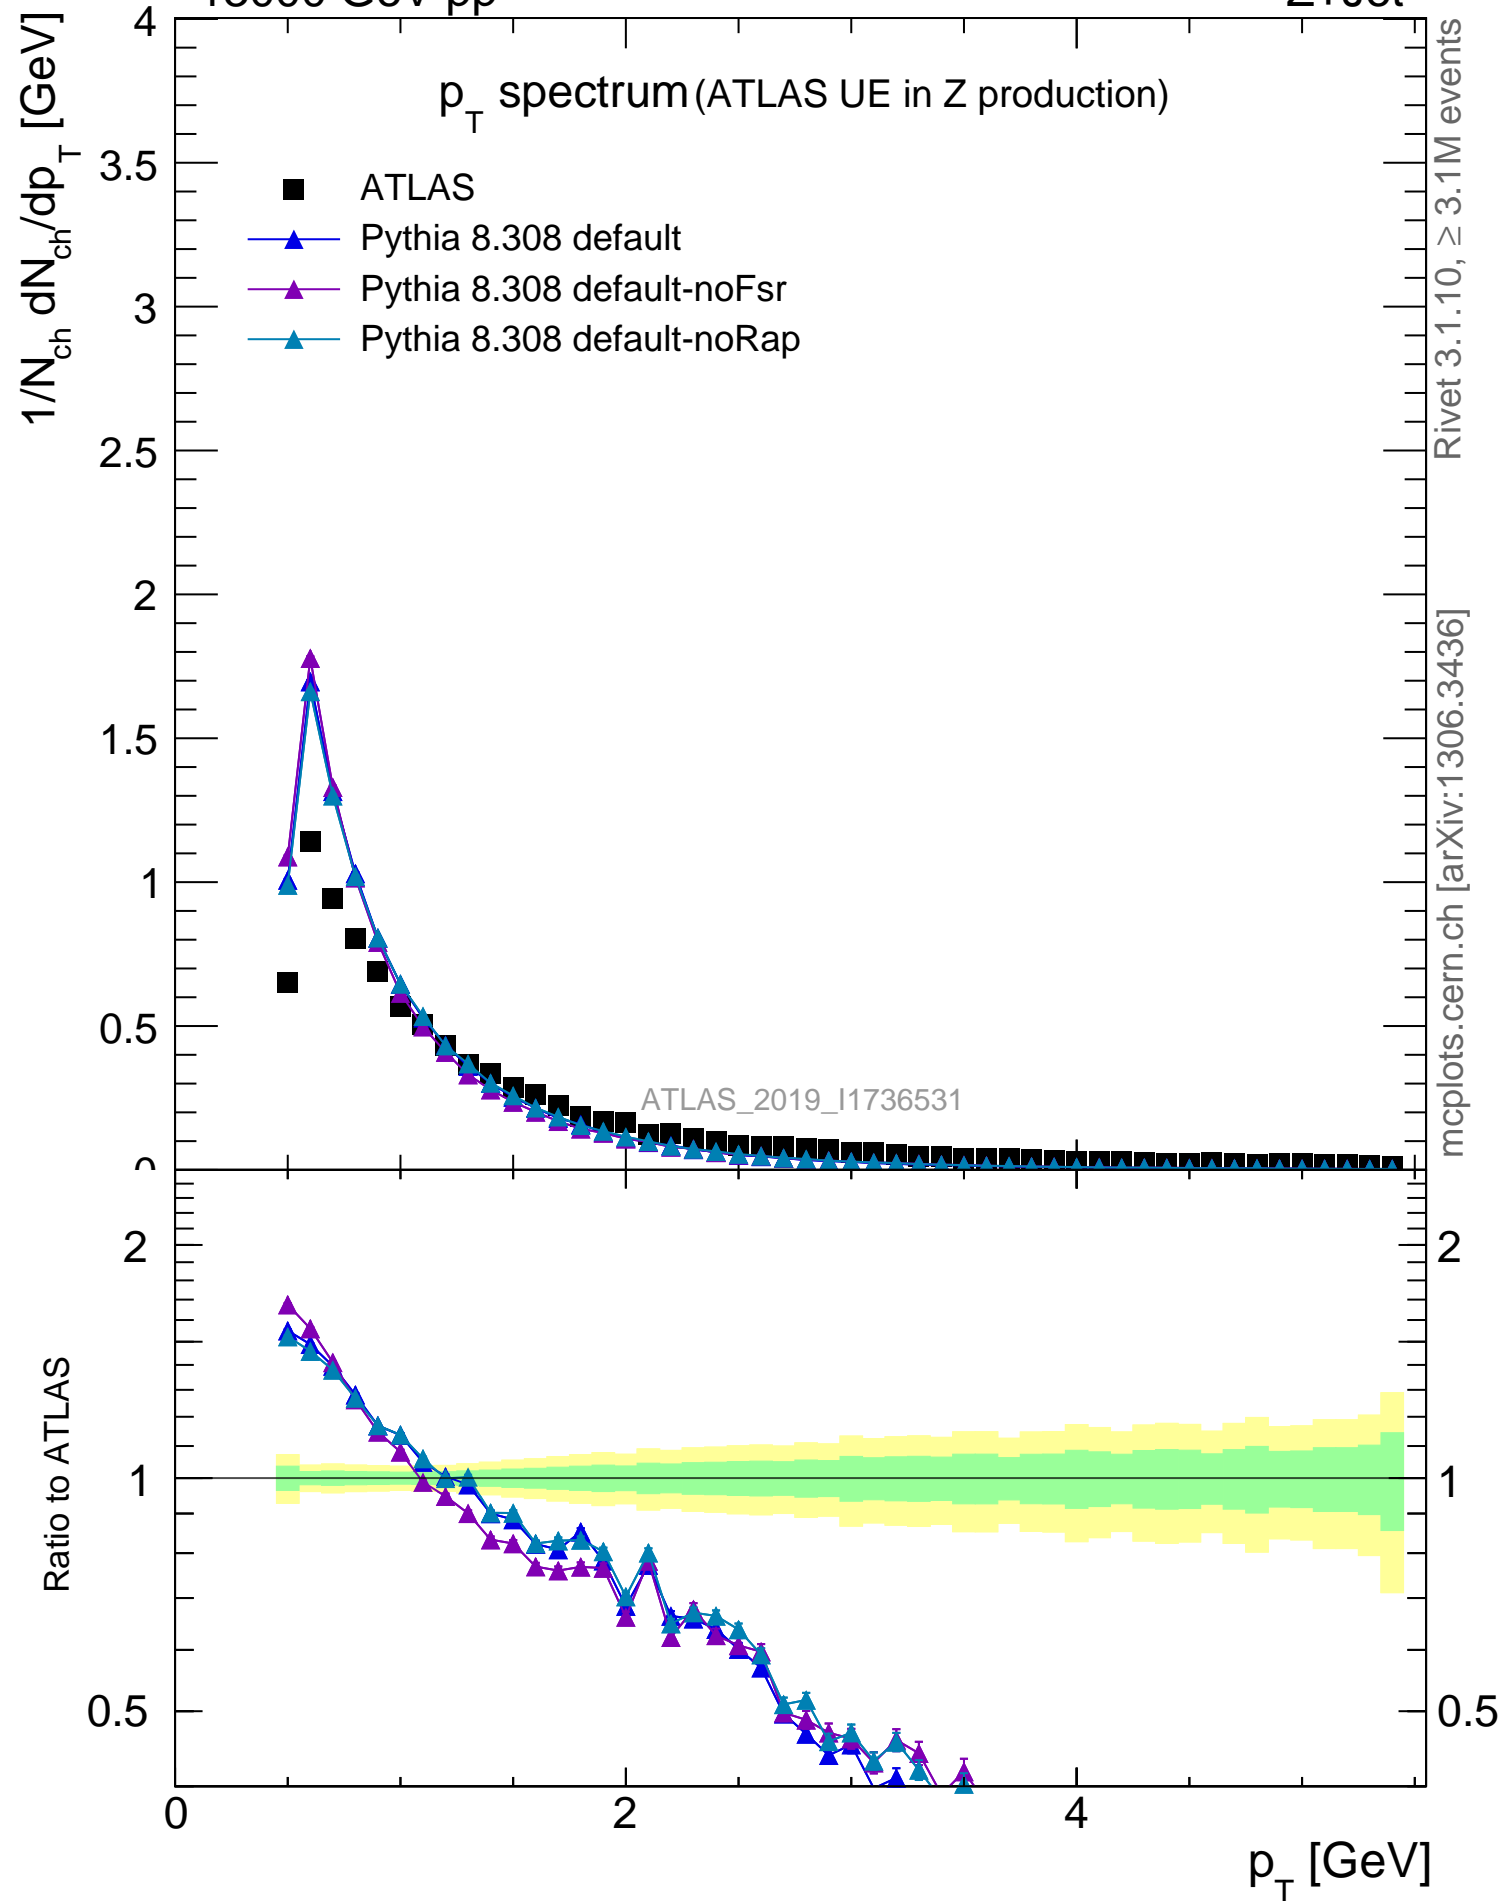 4
1/N_ch dN_ch/dp_T [GeV]
p_T spectrum (ATLAS UE in Z production)
ATLAS
Pythia 8.308 default
Pythia 8.308 default-noFsr
Pythia 8.308 default-noRap
3.5
3
2.5
2
1.5
1
0.5
0
ATLAS_2019_I1736531
Rivet 3.1.10, ≥ 3.1M events
mcplots.cern.ch [arXiv:1306.3436]
Ratio to ATLAS
2
1
0.5
2
1
0.5
0
2
4
p_T [GeV]